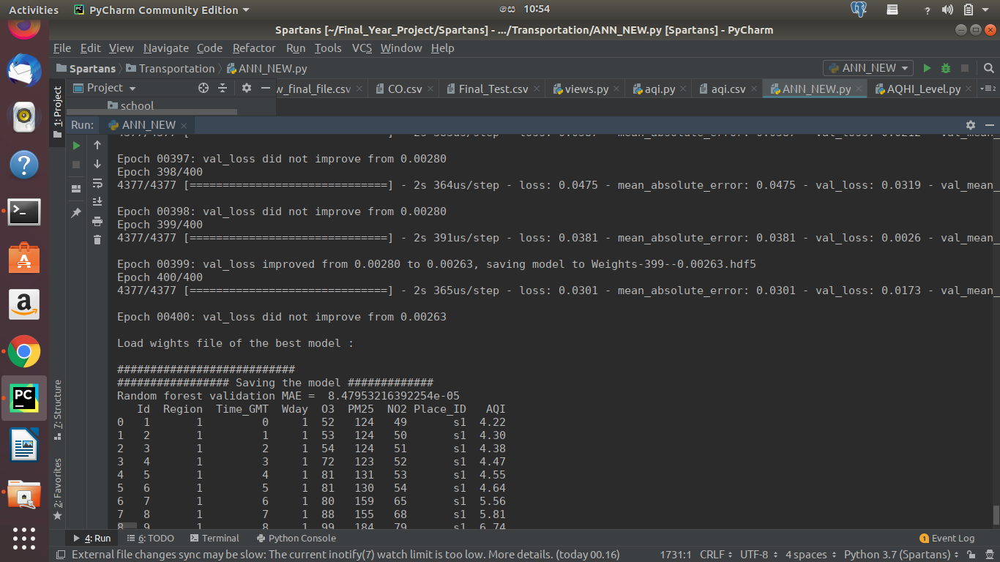 Activities PyCharm Community Edition සෙ 10:54 ?
Spartans [~/Final_Year_Project/Spartans] - .../Transportation/ANN_NEW.py [Spartans] - PyCharm
File Edit View Navigate Code Refactor Run Tools VCS Window Help
Spartans Transportation ANN_NEW.py ANN_NEW
Project w_final_file.csv CO.csv Final_Test.csv views.py aqi.py aqi.csv ANN_NEW.py AQHI_Level.py
school
1: Project
Run: ANN_NEW
4377/4377 [==============================] - 2s
Epoch 00397: val_loss did not improve from 0.00280
Epoch 398/400
4377/4377 [==============================] - 2s 364us/step - loss: 0.0475 - mean_absolute_error: 0.0475 - val_loss: 0.0319 - val_mean_
Epoch 00398: val_loss did not improve from 0.00280
Epoch 399/400
4377/4377 [==============================] - 2s 391us/step - loss: 0.0381 - mean_absolute_error: 0.0381 - val_loss: 0.0026 - val_mean_
Epoch 00399: val_loss improved from 0.00280 to 0.00263, saving model to Weights-399--0.00263.hdf5
Epoch 400/400
4377/4377 [==============================] - 2s 365us/step - loss: 0.0301 - mean_absolute_error: 0.0301 - val_loss: 0.0173 - val_mean_
Epoch 00400: val_loss did not improve from 0.00263
Load wights file of the best model :
###########################
################# Saving the model #############
Random forest validation MAE =  8.47953216392254e-05
Id Region Time_GMT Wday O3 PM25 NO2 Place_ID AQI
0 1 1 0 1 52 124 49 s1 4.22
1 2 1 1 1 53 124 50 s1 4.30
2 3 1 2 1 54 124 51 s1 4.38
3 4 1 3 1 72 123 52 s1 4.47
4 5 1 4 1 81 131 53 s1 4.55
5 6 1 5 1 81 130 54 s1 4.64
6 7 1 6 1 80 159 65 s1 5.56
7 8 1 7 1 88 155 68 s1 5.81
8 9 1 8 1 99 184 79 s1 6.74
7: Structure
2: Favorites
4: Run 6: TODO Terminal Python Console 1 Event Log
External file changes sync may be slow: The current inotify(7) watch limit is too low. More details. (today 00.16) 1731:1 CRLF UTF-8 4 spaces Python 3.7 (Spartans)